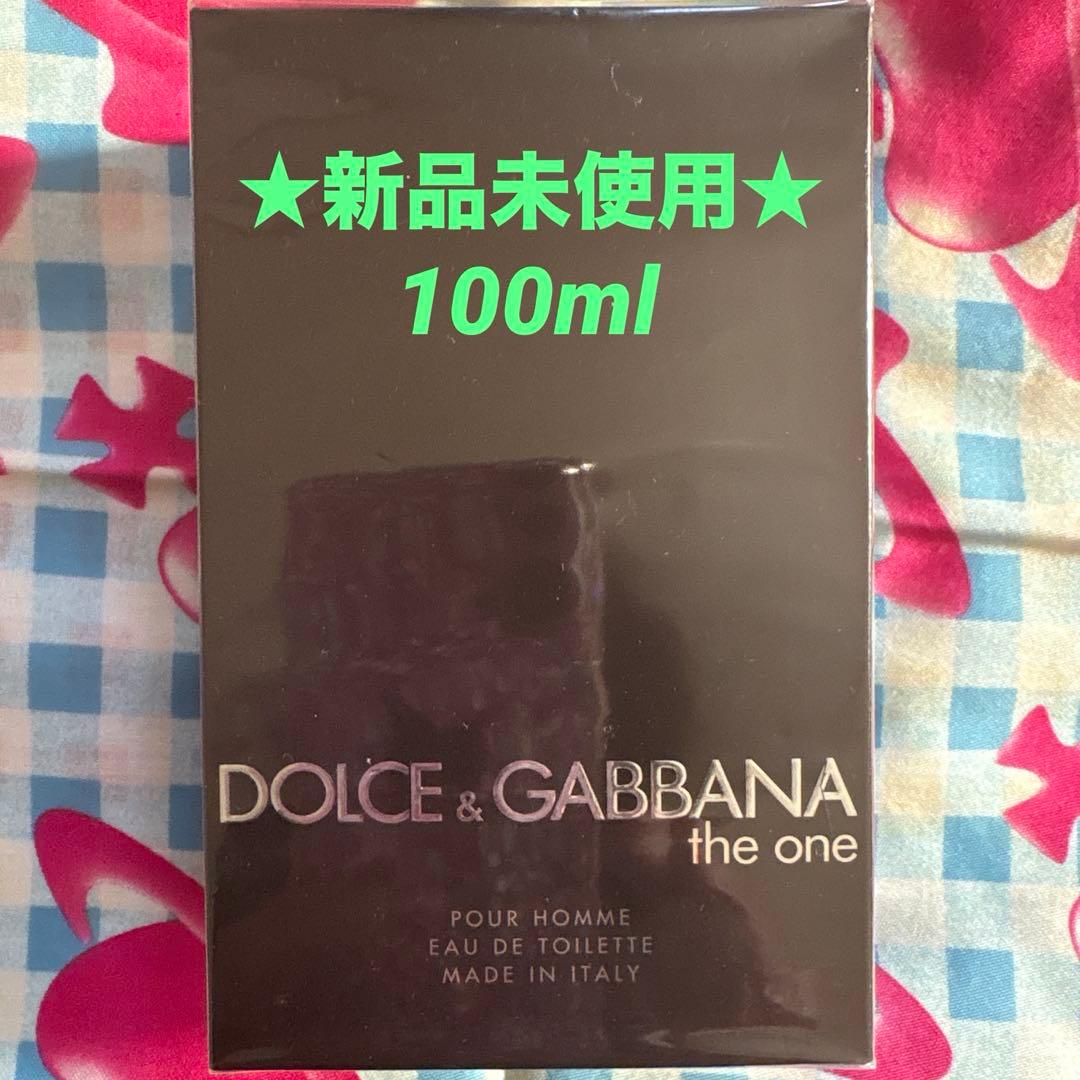 ★新品未使用★
100ml
DOLCE & GABBANA
the one
POUR HOMME
EAU DE TOILETTE
MADE IN ITALY